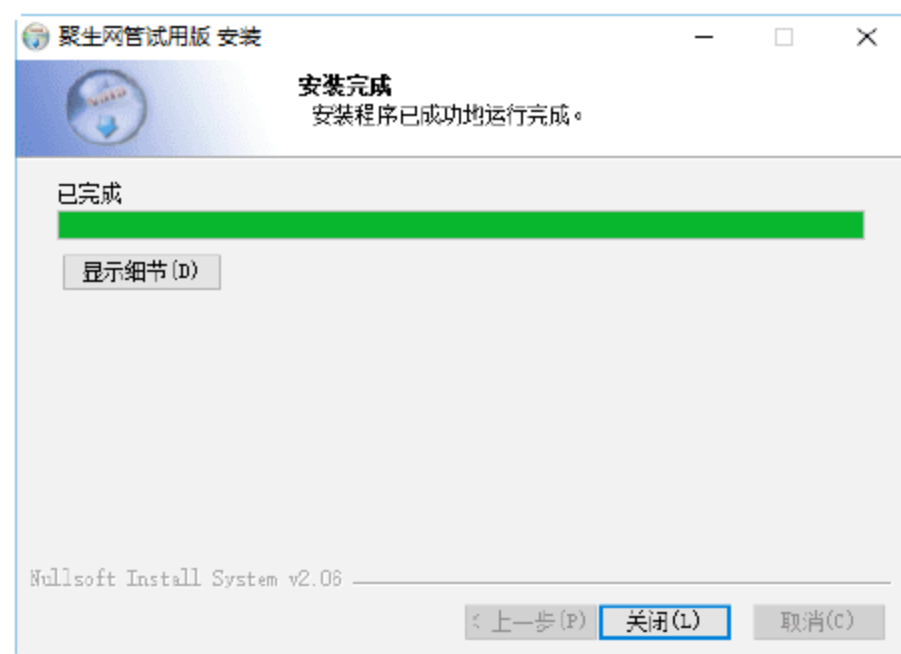 聚生网管试用版 安装
安装完成
安装程序已成功地运行完成。
已完成
显示细节(D)
Nullsoft Install System v2.06
< 上一步(P) 关闭(L) 取消(C)